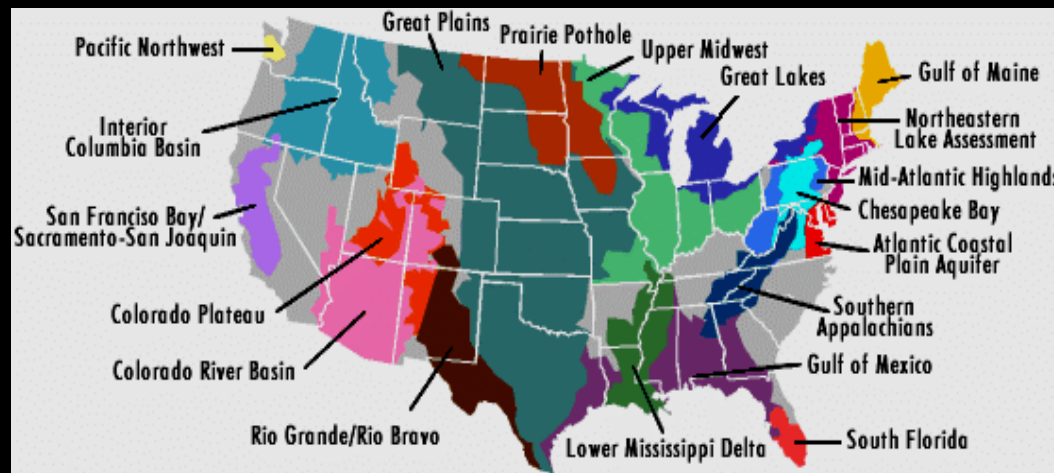 Great Plains
Prairie Pothole
Pacific Northwest
Upper Midwest
Great Lakes
Gulf of Maine
Interior
Columbia Basin
Northeastern
Lake Assessment
Mid-Atlantic Highlands
San Franciso Bay/
Sacramento-San Joaquin
Chesapeake Bay
Atlantic Coastal
Plain Aquifer
Colorado Plateau
Southern
Appalachians
Colorado River Basin
Gulf of Mexico
Rio Grande/Rio Bravo
Lower Mississippi Delta
South Florida